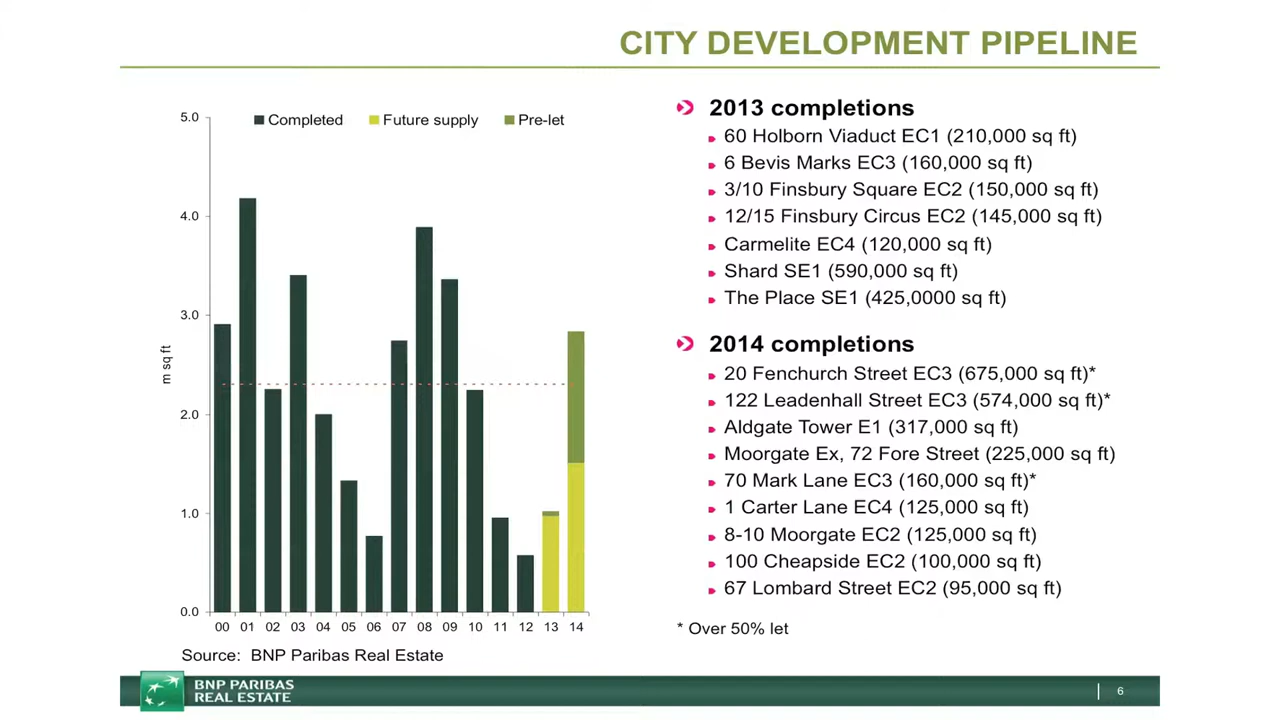 CITY DEVELOPMENT PIPELINE
5.0
4.0
3.0
2.0
1.0
0.0
m sq ft
Completed Future supply Pre-let
00 01 02 03 04 05 06 07 08 09 10 11 12 13 14
Source: BNP Paribas Real Estate
2013 completions
60 Holborn Viaduct EC1 (210,000 sq ft)
6 Bevis Marks EC3 (160,000 sq ft)
3/10 Finsbury Square EC2 (150,000 sq ft)
12/15 Finsbury Circus EC2 (145,000 sq ft)
Carmelite EC4 (120,000 sq ft)
Shard SE1 (590,000 sq ft)
The Place SE1 (425,0000 sq ft)
2014 completions
20 Fenchurch Street EC3 (675,000 sq ft)*
122 Leadenhall Street EC3 (574,000 sq ft)*
Aldgate Tower E1 (317,000 sq ft)
Moorgate Ex, 72 Fore Street (225,000 sq ft)
70 Mark Lane EC3 (160,000 sq ft)*
1 Carter Lane EC4 (125,000 sq ft)
8-10 Moorgate EC2 (125,000 sq ft)
100 Cheapside EC2 (100,000 sq ft)
67 Lombard Street EC2 (95,000 sq ft)
* Over 50% let
BNP PARIBAS
REAL ESTATE
6